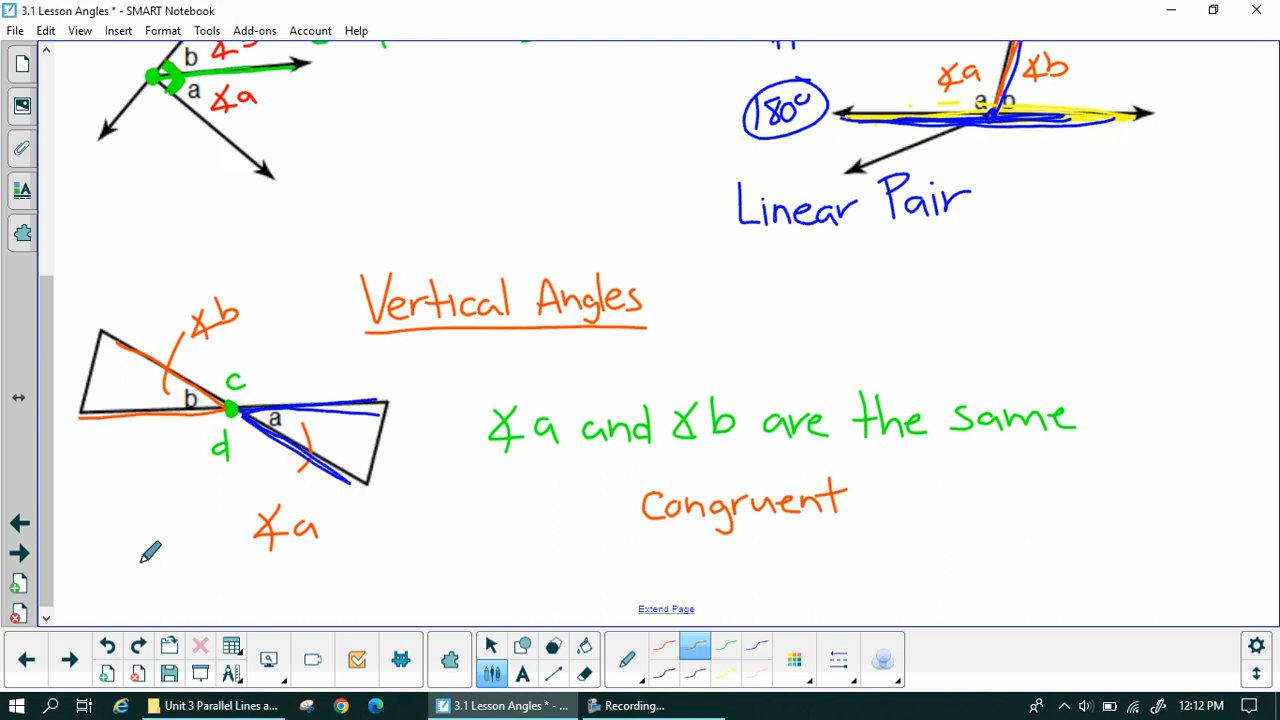 3.1 Lesson Angles * - SMART Notebook
File Edit View Insert Format Tools Add-ons Account Help
b
a
∡a
∡a
∡b
a b
180°
Linear Pair
Vertical Angles
∡b
c
b
a
d
∡a and ∡b are the same
congruent
∡a
Extend Page
Unit 3 Parallel Lines a...
3.1 Lesson Angles * - ...
Recording...
12:12 PM